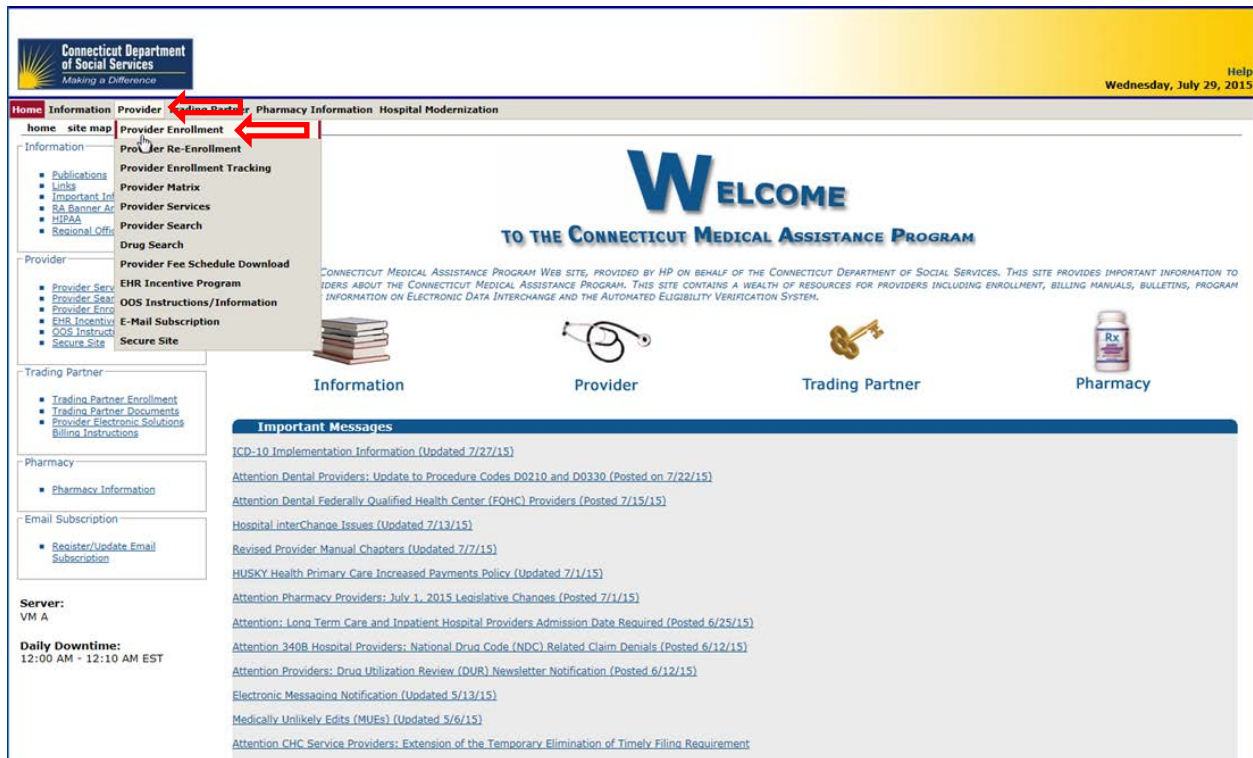 Connecticut Department
of Social Services
Making a Difference
Help
Wednesday, July 29, 2015
Home Information Provider Trading Partner Pharmacy Information Hospital Modernization
home site map
Provider Enrollment
Provider Re-Enrollment
Provider Enrollment Tracking
Provider Matrix
Provider Services
Provider Search
Drug Search
Provider Fee Schedule Download
EHR Incentive Program
OOS Instructions/Information
E-Mail Subscription
Secure Site
Information
Publications
Links
Important
RA Banner
HIPAA
Regional
Provider
Provider
Provider
Provider
EHR
OOS
Secure Site
Trading Partner
Trading Partner Enrollment
Trading Partner Documents
Provider Electronic Solutions
Billing Instructions
Pharmacy
Pharmacy Information
Email Subscription
Register/Update Email
Subscription
Server:
VM A
Daily Downtime:
12:00 AM - 12:10 AM EST
WELCOME
TO THE CONNECTICUT MEDICAL ASSISTANCE PROGRAM
CONNECTICUT MEDICAL ASSISTANCE PROGRAM WEB SITE, PROVIDED BY HP ON BEHALF OF THE CONNECTICUT DEPARTMENT OF SOCIAL SERVICES. THIS SITE PROVIDES IMPORTANT INFORMATION TO
ABOUT THE CONNECTICUT MEDICAL ASSISTANCE PROGRAM. THIS SITE CONTAINS A WEALTH OF RESOURCES FOR PROVIDERS INCLUDING ENROLLMENT, BILLING MANUALS, BULLETINS, PROGRAM
INFORMATION ON ELECTRONIC DATA INTERCHANGE AND THE AUTOMATED ELIGIBILITY VERIFICATION SYSTEM.
Information
Provider
Trading Partner
Rx
Pharmacy
Important Messages
ICD-10 Implementation Information (Updated 7/27/15)
Attention Dental Providers: Update to Procedure Codes D0210 and D0330 (Posted on 7/22/15)
Attention Dental Federally Qualified Health Center (FQHC) Providers (Posted 7/15/15)
Hospital interChange Issues (Updated 7/13/15)
Revised Provider Manual Chapters (Updated 7/7/15)
HUSKY Health Primary Care Increased Payments Policy (Updated 7/1/15)
Attention Pharmacy Providers: July 1, 2015 Legislative Changes (Posted 7/1/15)
Attention: Long Term Care and Inpatient Hospital Providers Admission Date Required (Posted 6/25/15)
Attention 340B Hospital Providers: National Drug Code (NDC) Related Claim Denials (Posted 6/12/15)
Attention Providers: Drug Utilization Review (DUR) Newsletter Notification (Posted 6/12/15)
Electronic Messaging Notification (Updated 5/13/15)
Medically Unlikely Edits (MUEs) (Updated 5/6/15)
Attention CHC Service Providers: Extension of the Temporary Elimination of Timely Filing Requirement